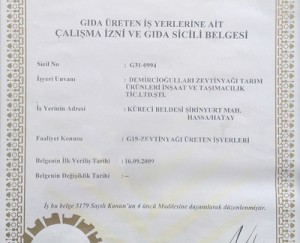 GIDA ÜRETEN İŞ YERLERİNE AİT
ÇALIŞMA İZNİ VE GIDA SİCİLİ BELGESİ
Sicil No : G31-0994
İşyeri Unvanı : DEMİRCİOĞULLARI ZEYTİNYAĞI TARIM
ÜRÜNLERİ İNŞAAT VE TAŞIMACILIK
TİC.LTD.ŞTİ.
İş Yerinin Adresi : KÜRECİ BELDESİ ŞİRİNYURT MAH.
HASSA/HATAY
Faaliyet Konusu : G19-ZEYTİNYAĞI ÜRETEN İŞYERLERİ
Belgenin İlk Veriliş Tarihi : 16.09.2009
Belgenin Değişiklik Tarihi : --
İş bu belge 5179 Sayılı Kanun'un 4 üncü Maddesine dayanılarak düzenlenmiştir.